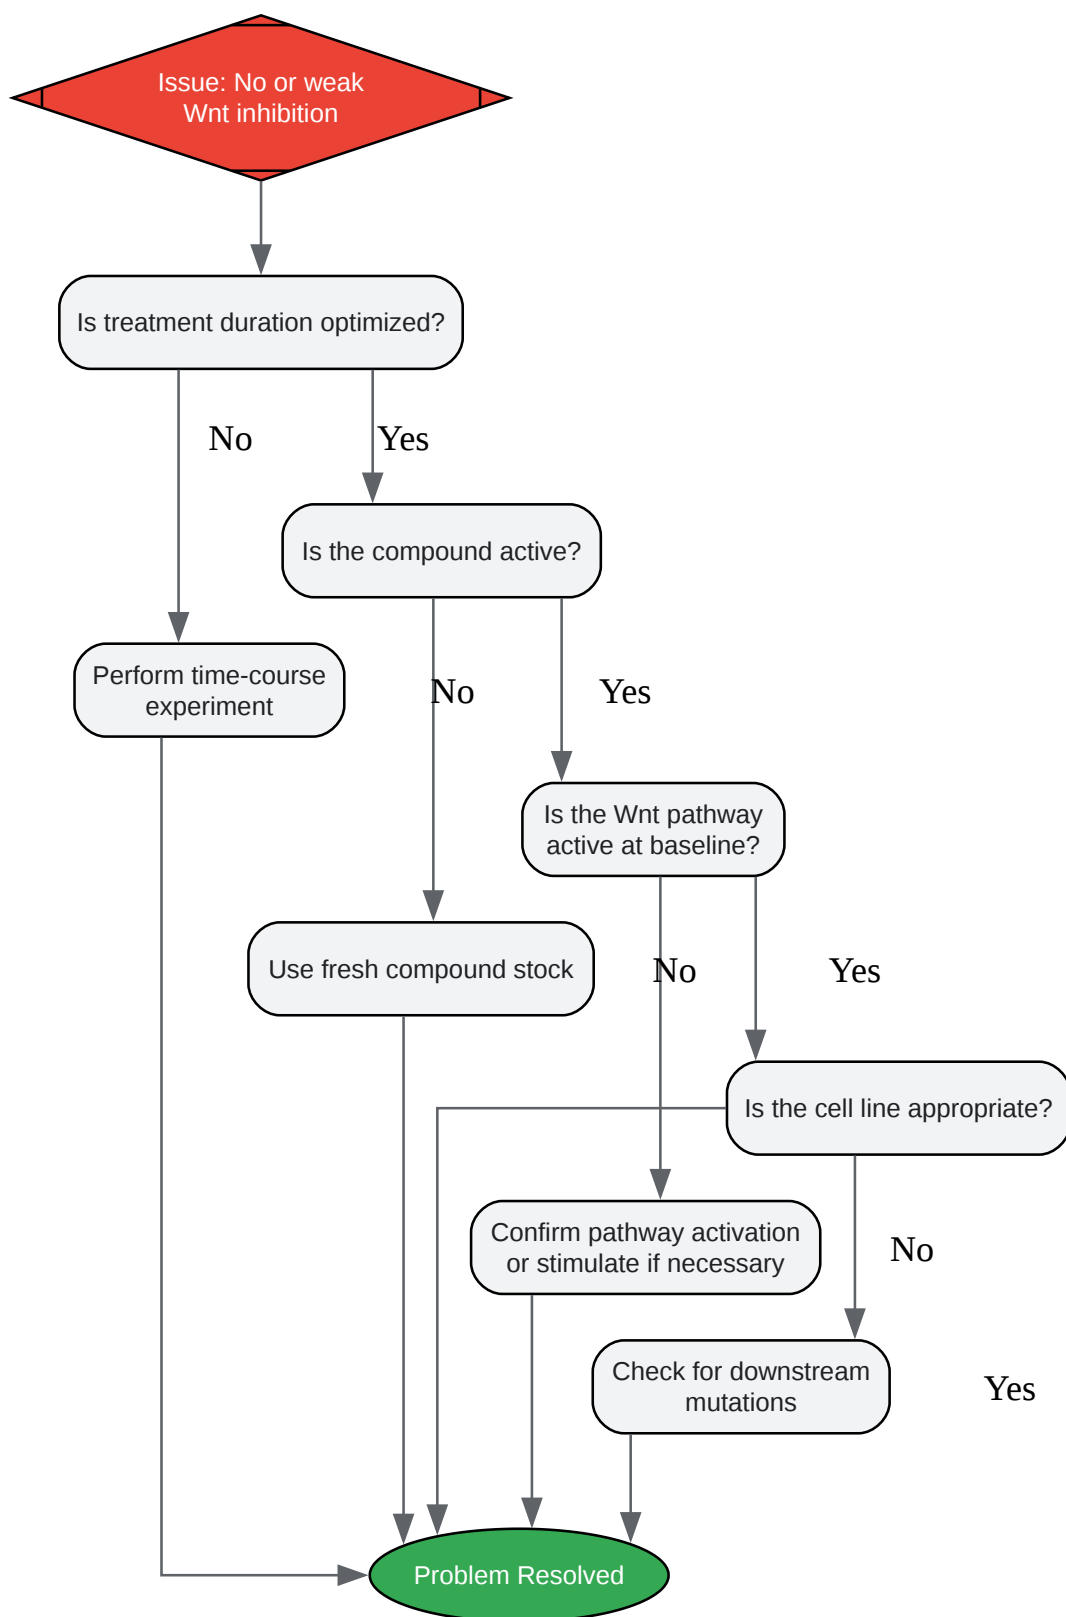 Issue: No or weak
Wnt inhibition
Is treatment duration optimized?
No
Yes
Is the compound active?
Perform time-course
experiment
No
Yes
Is the Wnt pathway
active at baseline?
Use fresh compound stock
No
Yes
Is the cell line appropriate?
Confirm pathway activation
or stimulate if necessary
No
Check for downstream
mutations
Yes
Problem Resolved